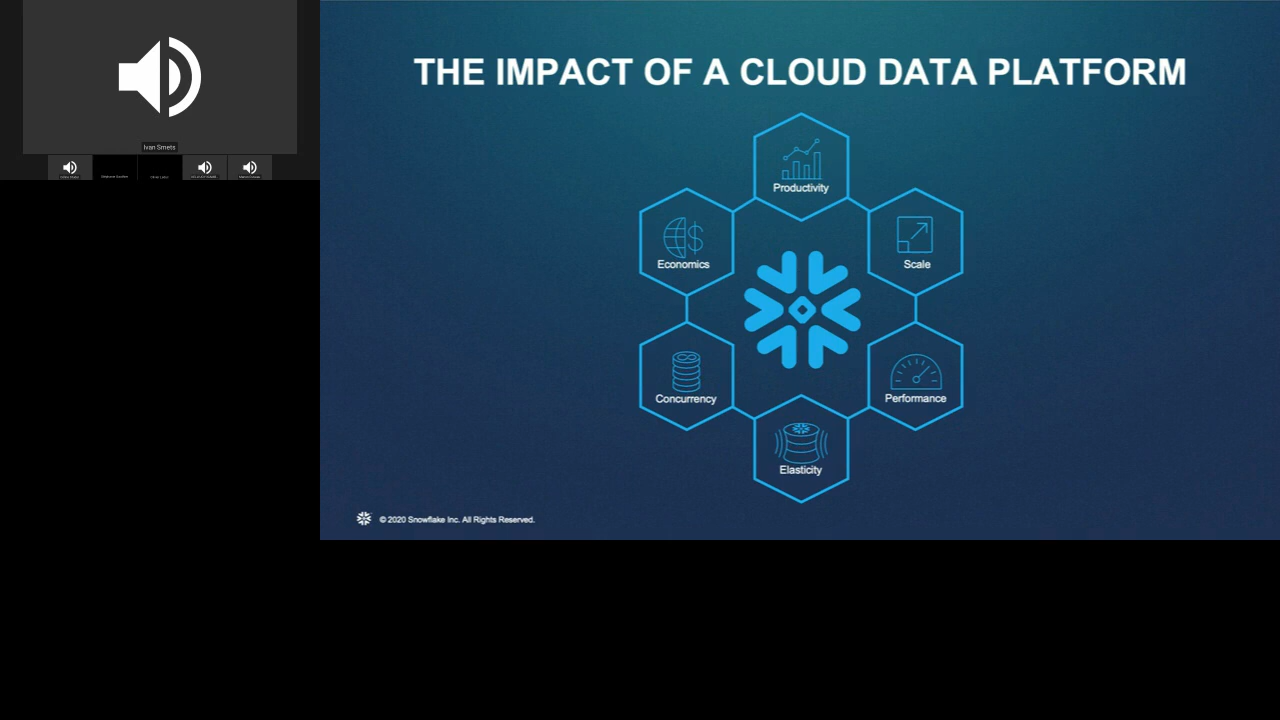 Ivan Smets
THE IMPACT OF A CLOUD DATA PLATFORM
Productivity
Economics
Scale
Concurrency
Performance
Elasticity
© 2020 Snowflake Inc. All Rights Reserved.